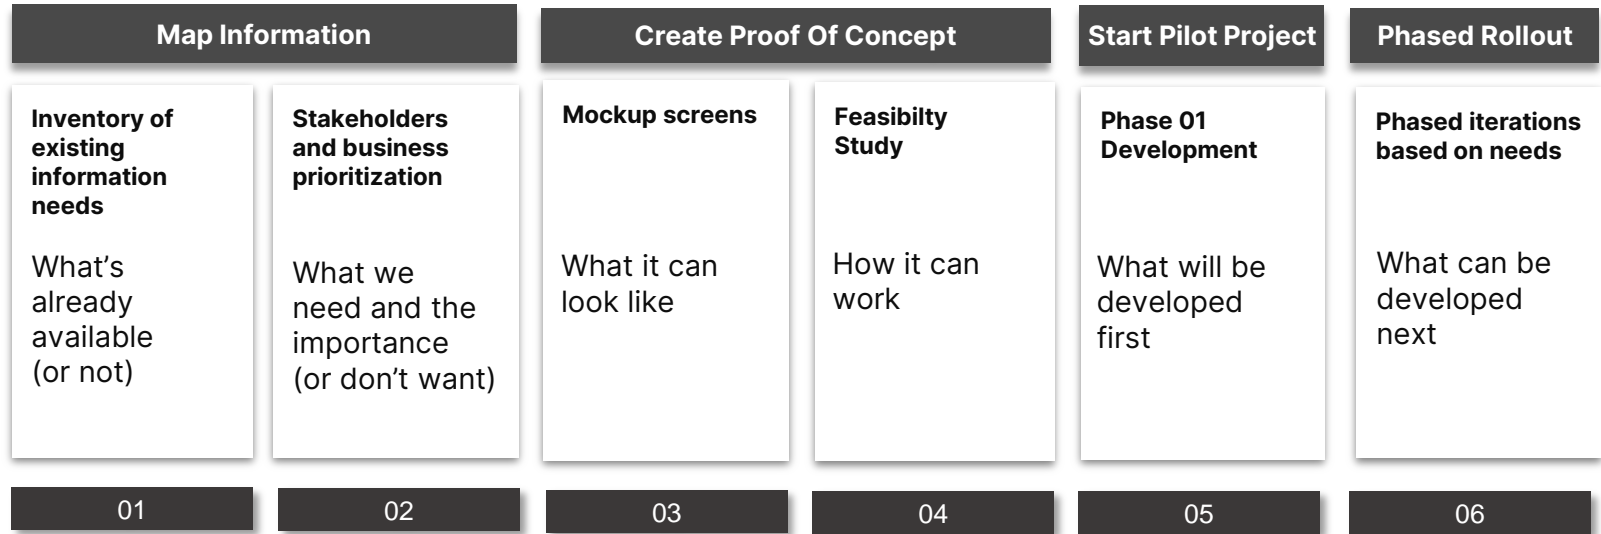 Map Information
Create Proof Of Concept
Start Pilot Project
Phased Rollout
Inventory of
existing
information
needs
What’s
already
available
(or not)
Stakeholders
and business
prioritization
What we
need and the
importance
(or don’t want)
Mockup screens
What it can
look like
Feasibilty
Study
How it can
work
Phase 01
Development
What will be
developed
first
Phased iterations
based on needs
What can be
developed
next
01
02
03
04
05
06